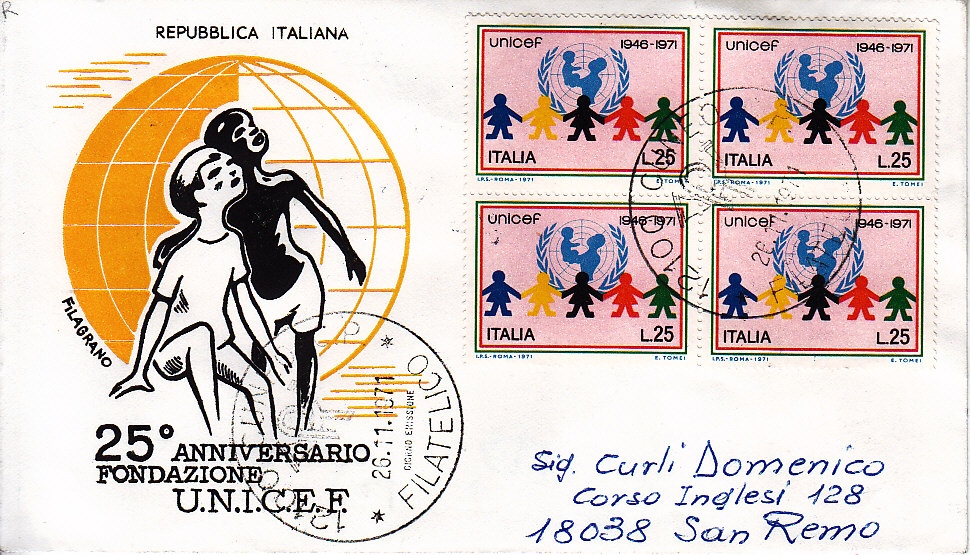 R
REPUBBLICA ITALIANA
FILAGRANO
25° ANNIVERSARIO
FONDAZIONE
U.N.I.C.E.F.
unicef 1946-1971
ITALIA L.25
I.P.S.-ROMA-1971 E. TOMEI
unicef 1946-1971
ITALIA L.25
I.P.S.-ROMA-1971 E. TOMEI
unicef 1946-1971
ITALIA L.25
I.P.S.-ROMA-1971 E. TOMEI
unicef 1946-1971
ITALIA L.25
I.P.S.-ROMA-1971 E. TOMEI
12100 CUNEO
26.11.1971
GIORNO EMISSIONE
FILATELICO
Sig. Curli Domenico
Corso Inglesi 128
18038 San Remo